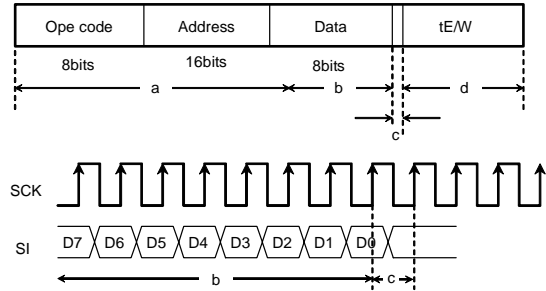 Ope code Address Data tE/W
8bits 16bits 8bits
a b d
c
SCK
SI D7 D6 D5 D4 D3 D2 D1 D0
b c